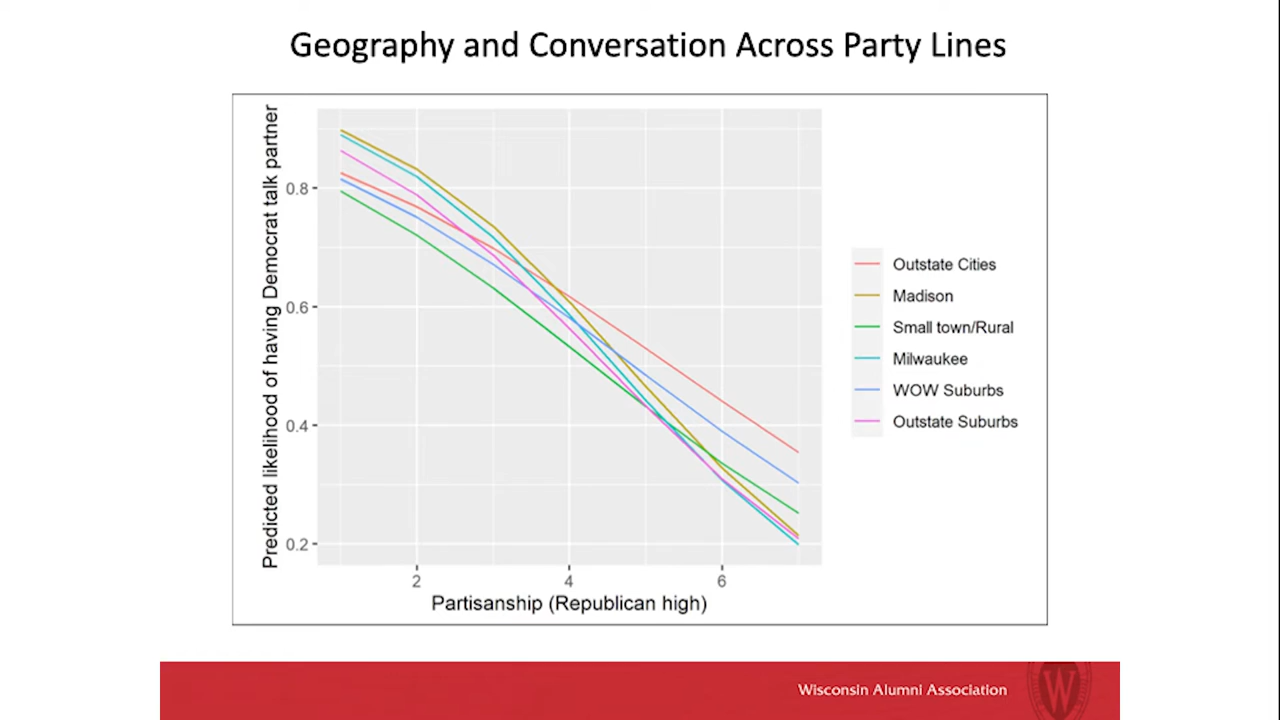 Geography and Conversation Across Party Lines
Predicted likelihood of having Democrat talk partner
0.8
0.6
0.4
0.2
2
4
6
Partisanship (Republican high)
Outstate Cities
Madison
Small town/Rural
Milwaukee
WOW Suburbs
Outstate Suburbs
Wisconsin Alumni Association
W